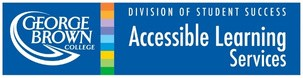 GEORGE
BROWN
COLLEGE
DIVISION OF STUDENT SUCCESS
Accessible Learning
Services